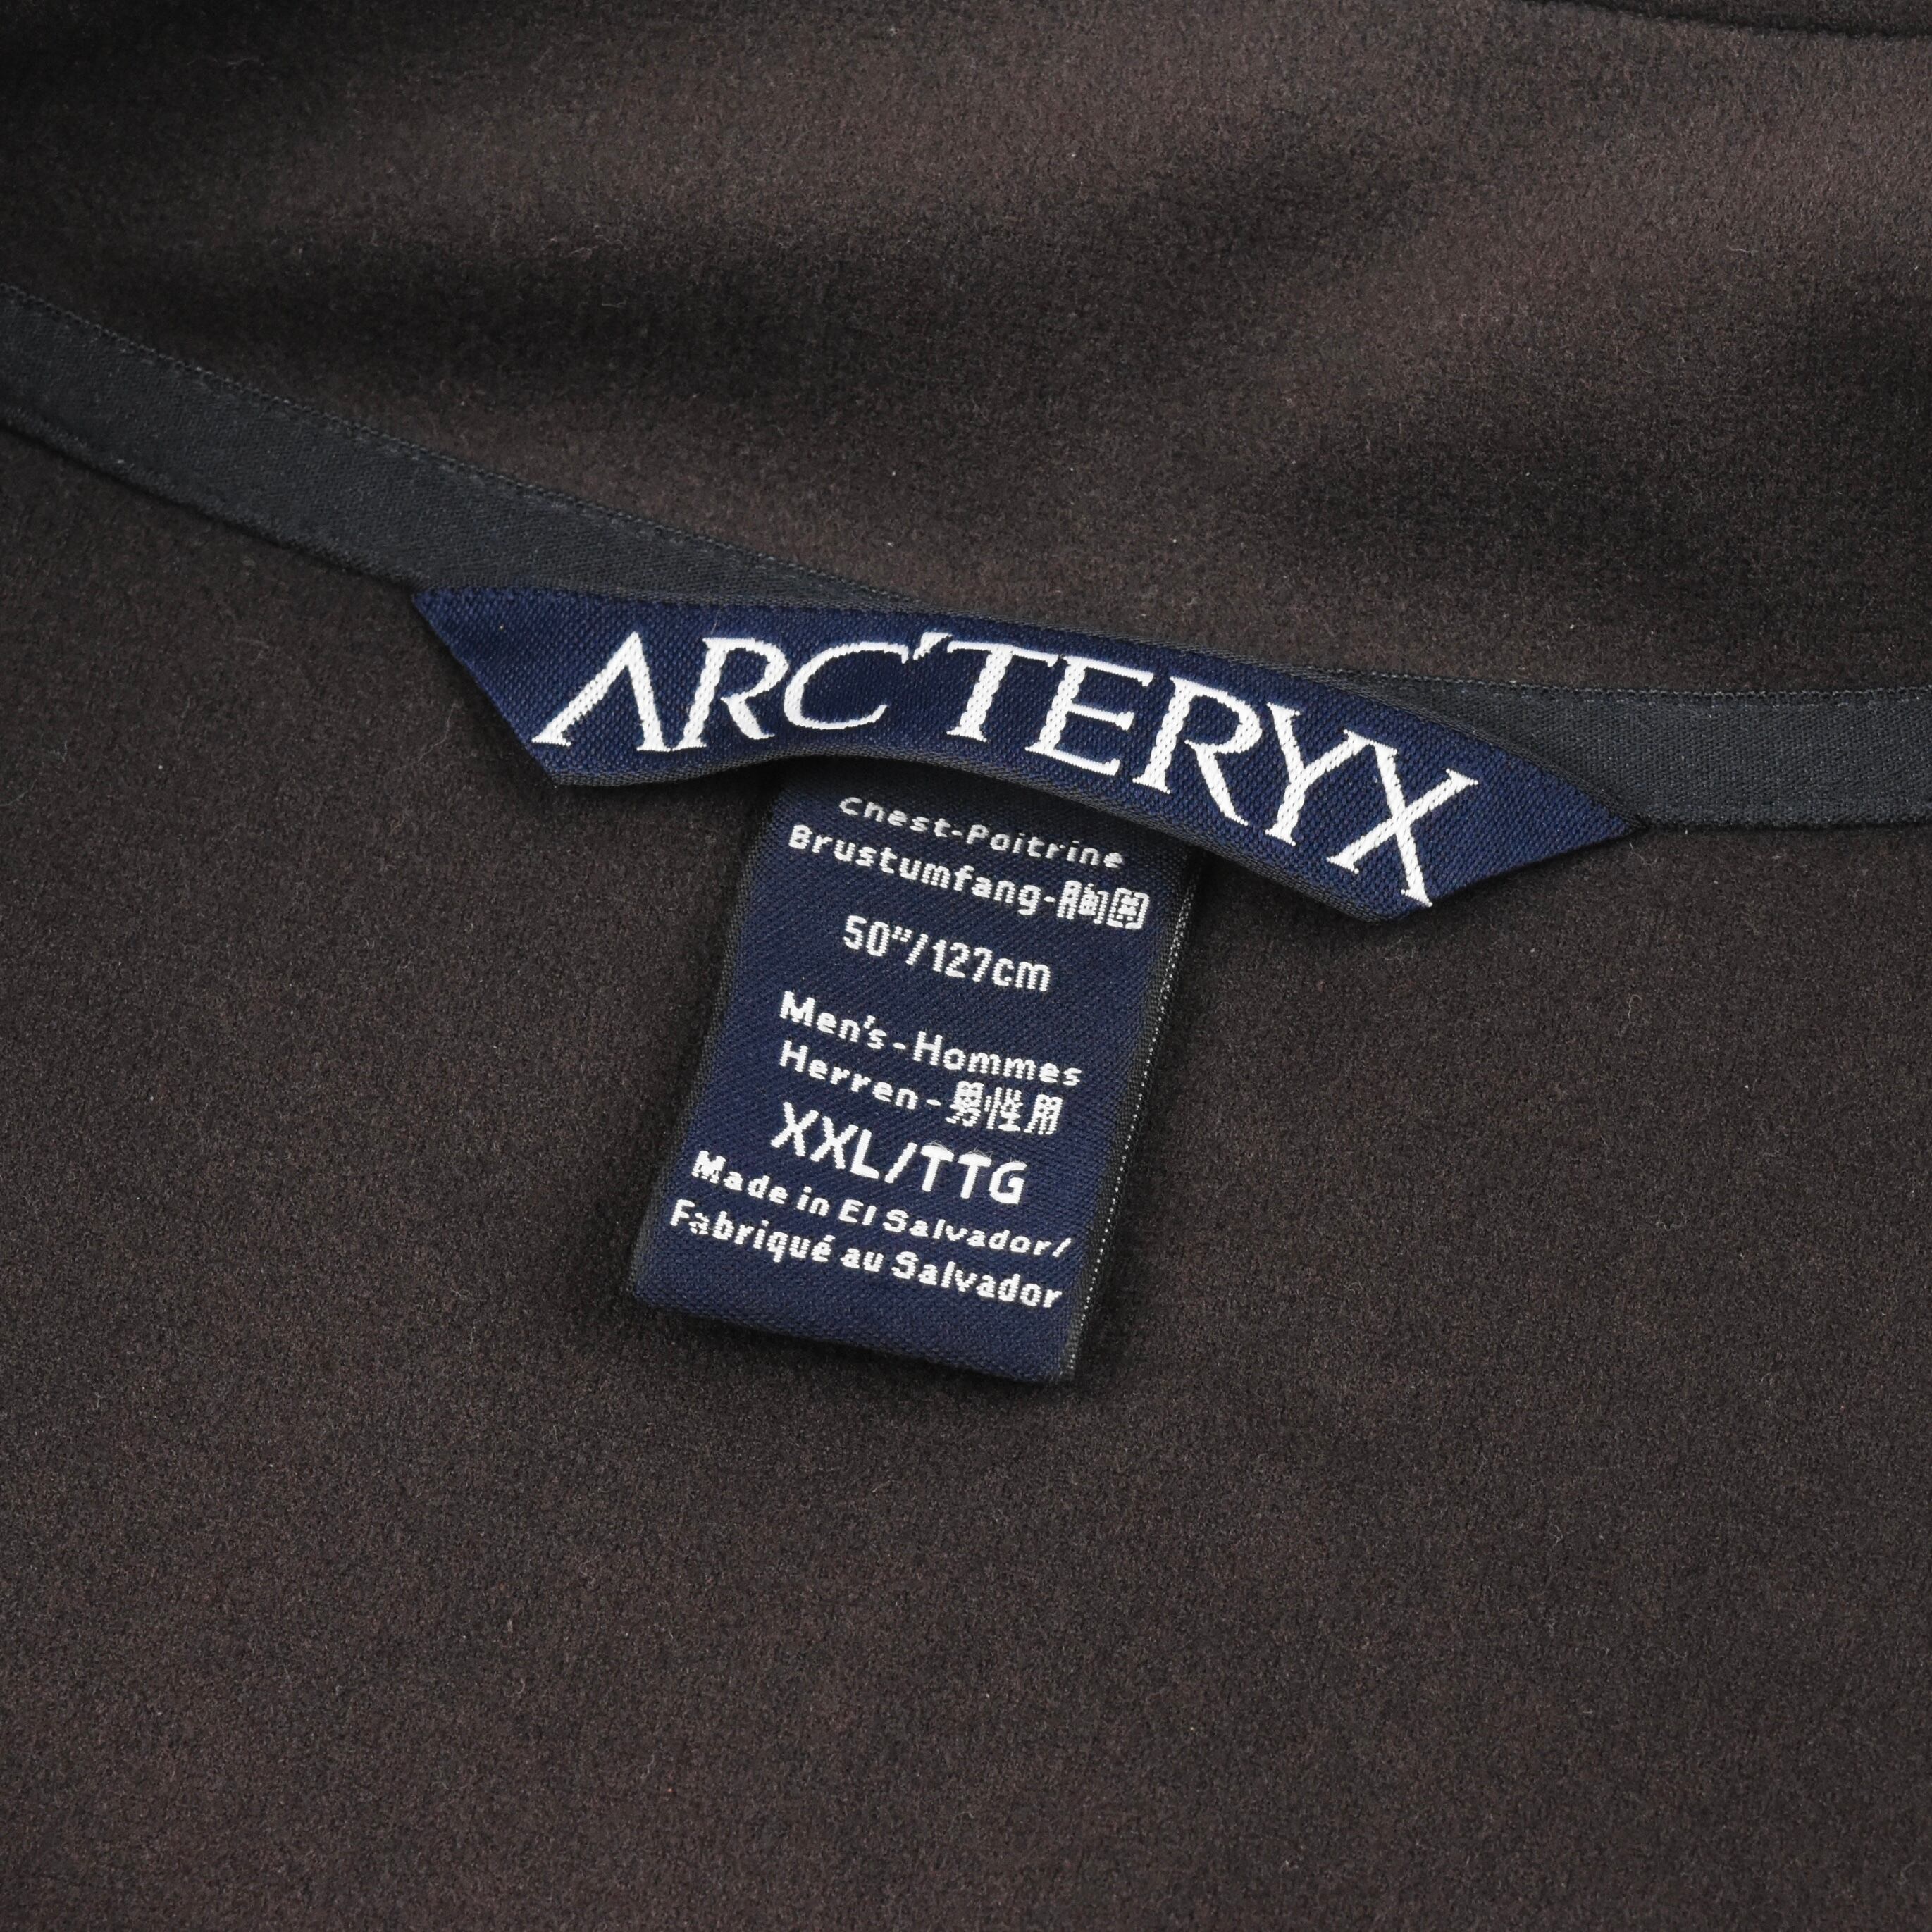 ARC'TERYX
Chest-Poitrine
Brustumfang-胸囲
50"/127cm
Men's-Hommes
Herren-男性用
XXL/TTG
Made in El Salvador/
Fabriqué au Salvador